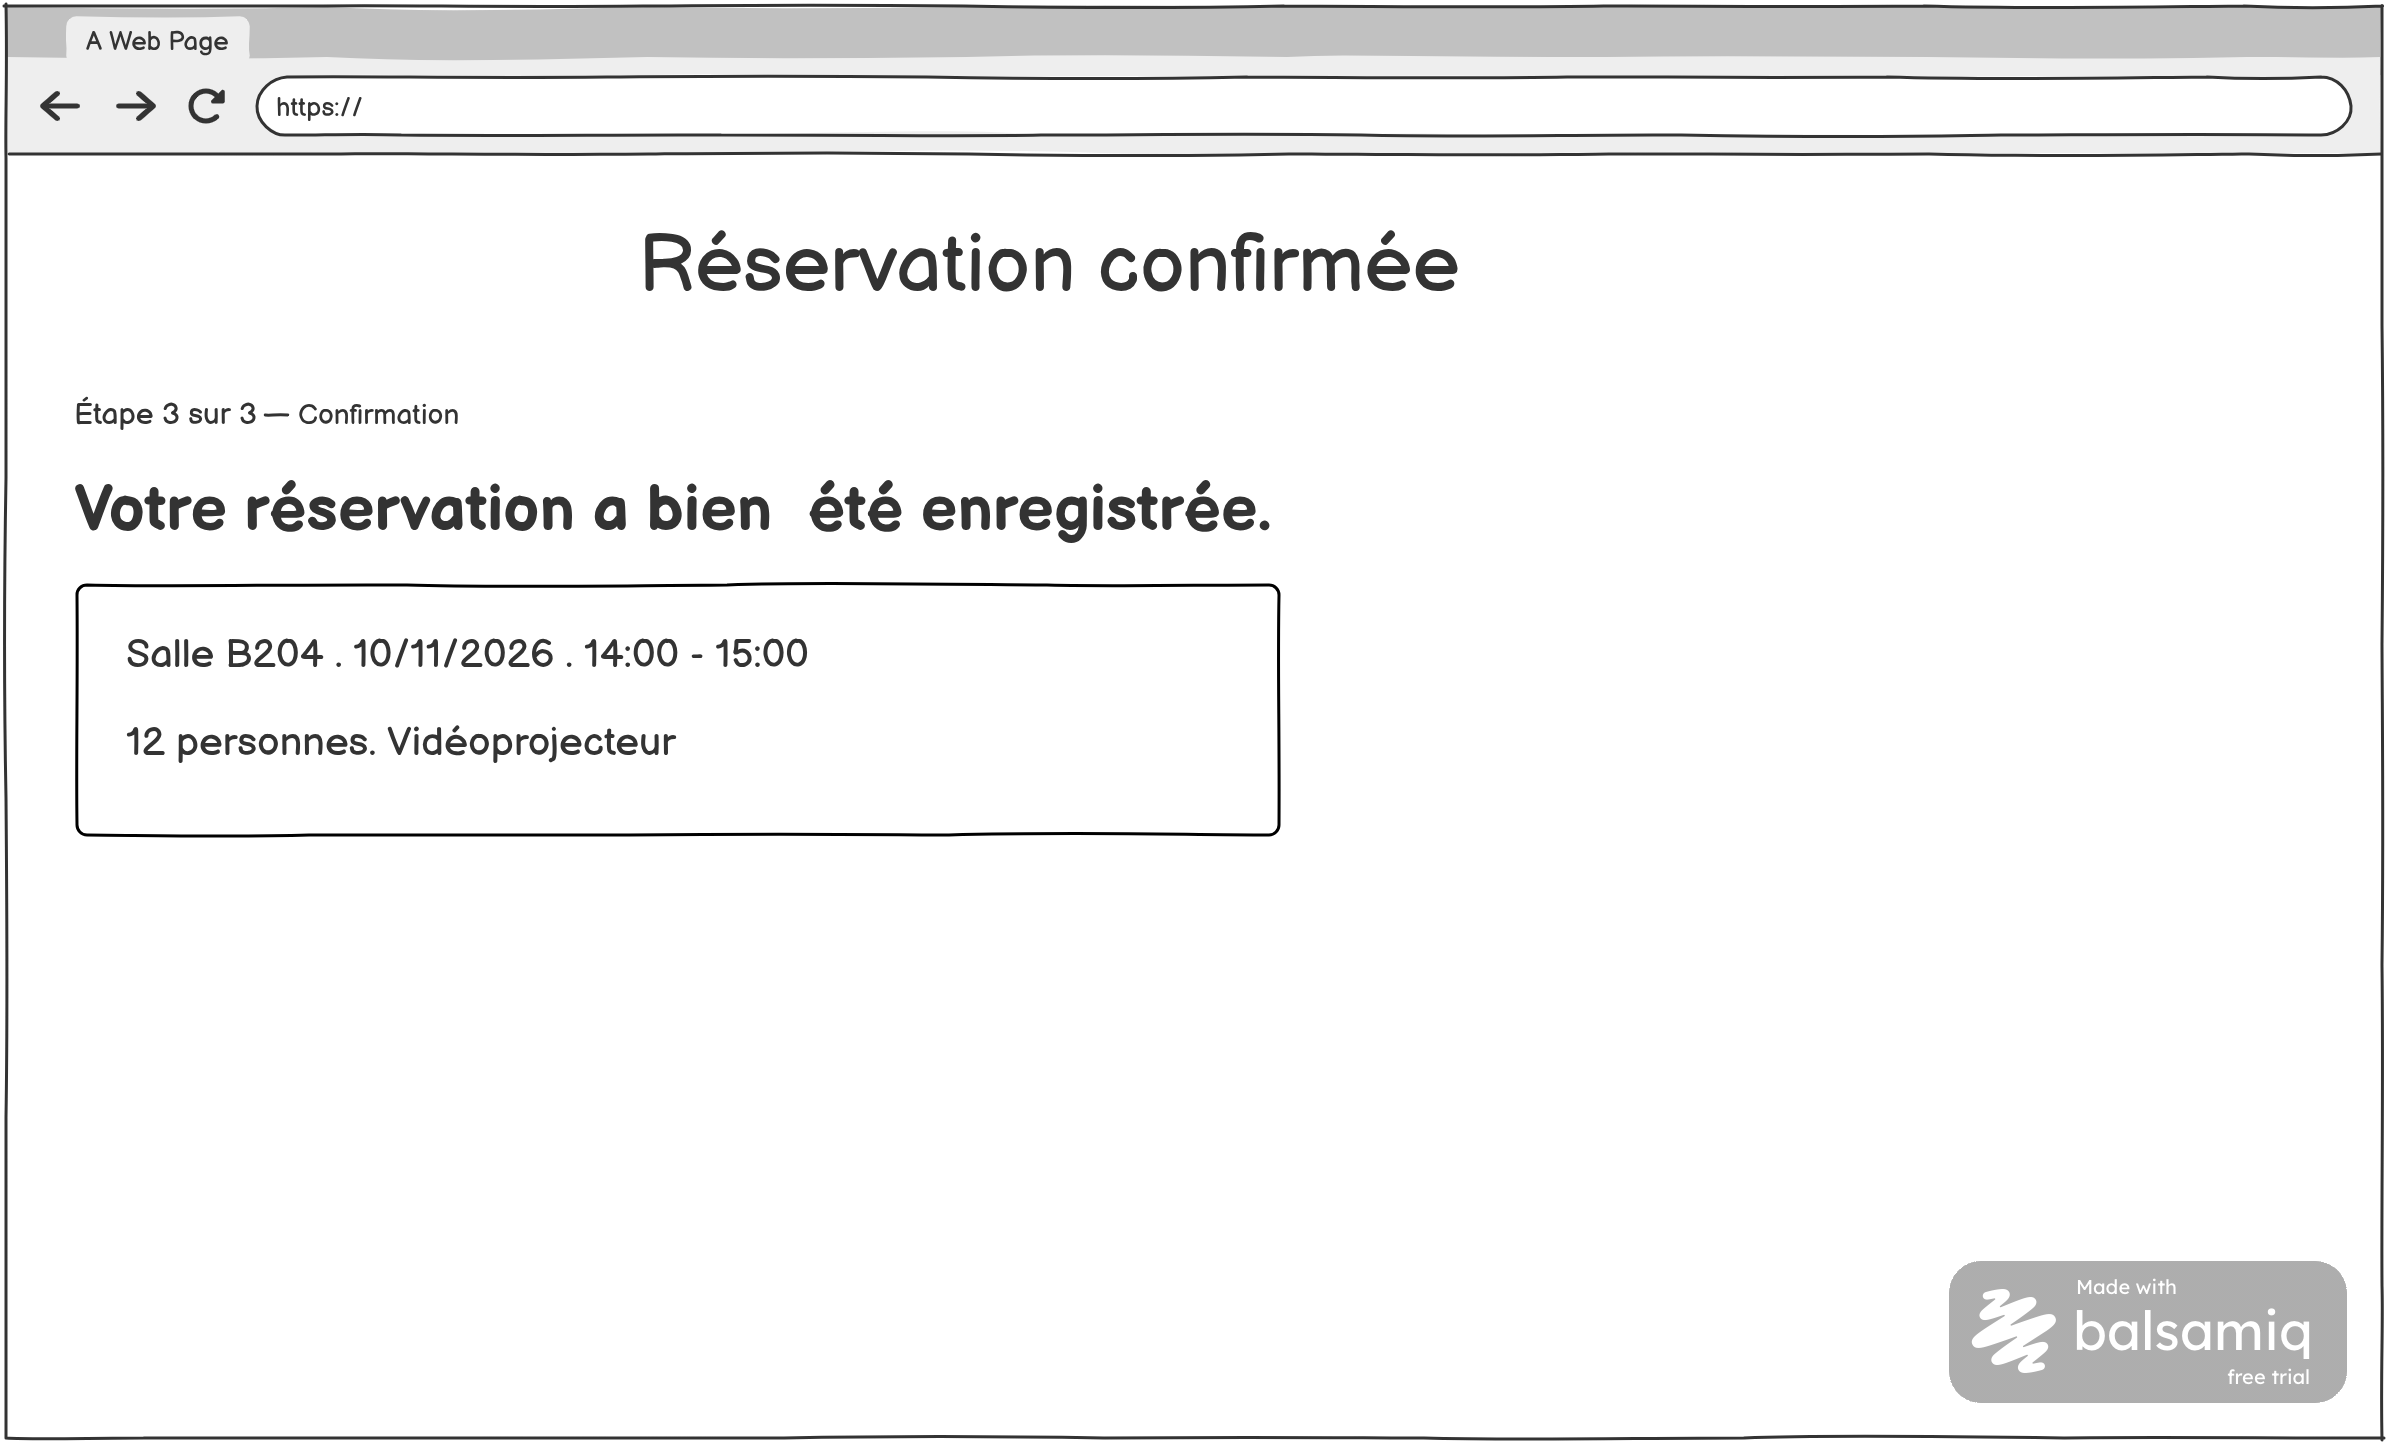 A Web Page
https://
Réservation confirmée
Étape 3 sur 3 — Confirmation
Votre réservation a bien  été enregistrée.
Salle B204 . 10/11/2026 . 14:00 - 15:00
12 personnes. Vidéoprojecteur
Made with
balsamiq
free trial